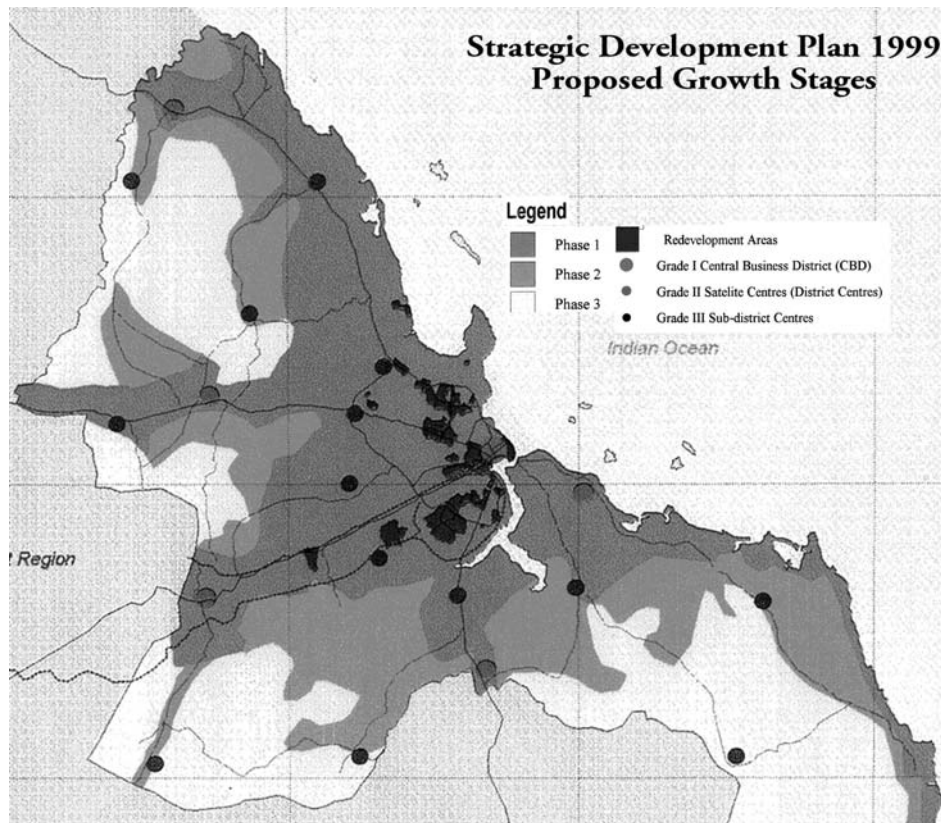 Strategic Development Plan 1999
Proposed Growth Stages
Legend
Phase 1
Phase 2
Phase 3
Redevelopment Areas
Grade I Central Business District (CBD)
Grade II Satelite Centres (District Centres)
Grade III Sub-district Centres
Indian Ocean
t Region